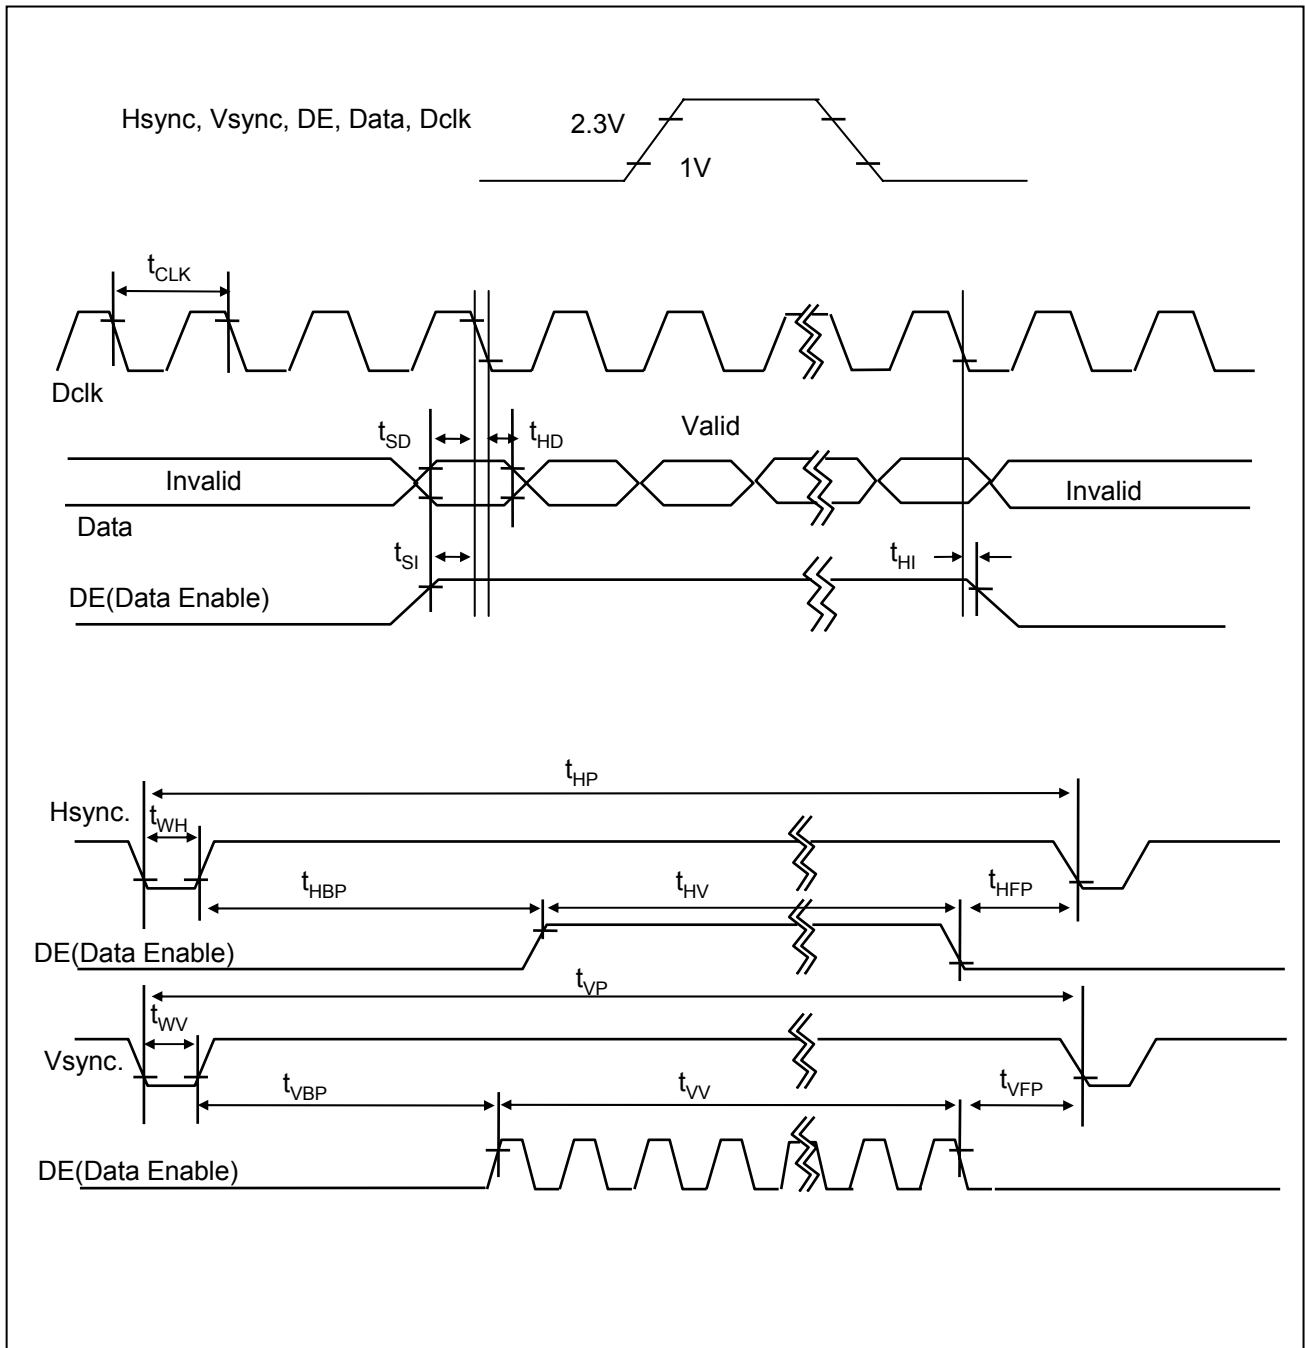 Hsync, Vsync, DE, Data, Dclk
2.3V
1V
tCLK
Dclk
tSD
tHD
Valid
Invalid
Invalid
Data
tSI
tHI
DE(Data Enable)
tHP
Hsync.
tWH
tHBP
tHV
tHFP
DE(Data Enable)
tVP
tWV
Vsync.
tVBP
tVV
tVFP
DE(Data Enable)